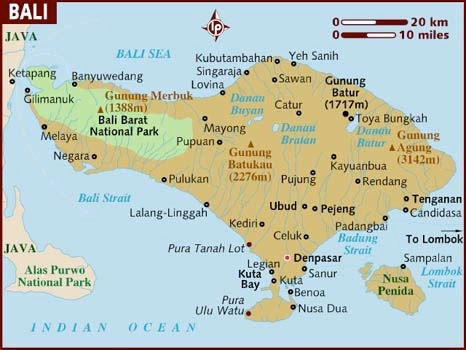 BALI
20 km
10 miles
JAVA
BALI SEA
Kubutambahan
Yeh Sanih
Singaraja
Ketapang
Banyuwedang
Sawan
Gilimanuk
Lovina
Gunung Merbuk
(1388m)
Bali Barat
National Park
Danau
Buyan
Catur
Gunung
Batur
(1717m)
Toya Bungkah
Mayong
Danau
Bratan
Danau
Batur
Gunung
Agung
(3142m)
Melaya
Pupuan
Gunung
Batukau
(2276m)
Negara
Kayuanbua
Pulukan
Pujung
Rendang
Bali Strait
Lalang-Linggah
Ubud
Pejeng
Tenganan
Candidasa
Padangbai
Kediri
Celuk
Badung
Strait
To Lombok
JAVA
Pura Tanah Lot
Legian
Denpasar
Sampalan
Alas Purwo
National Park
Kuta
Bay
Kuta
Sanur
Lombok
Strait
Nusa
Penida
Benoa
Pura
Ulu Watu
Nusa Dua
INDIAN OCEAN